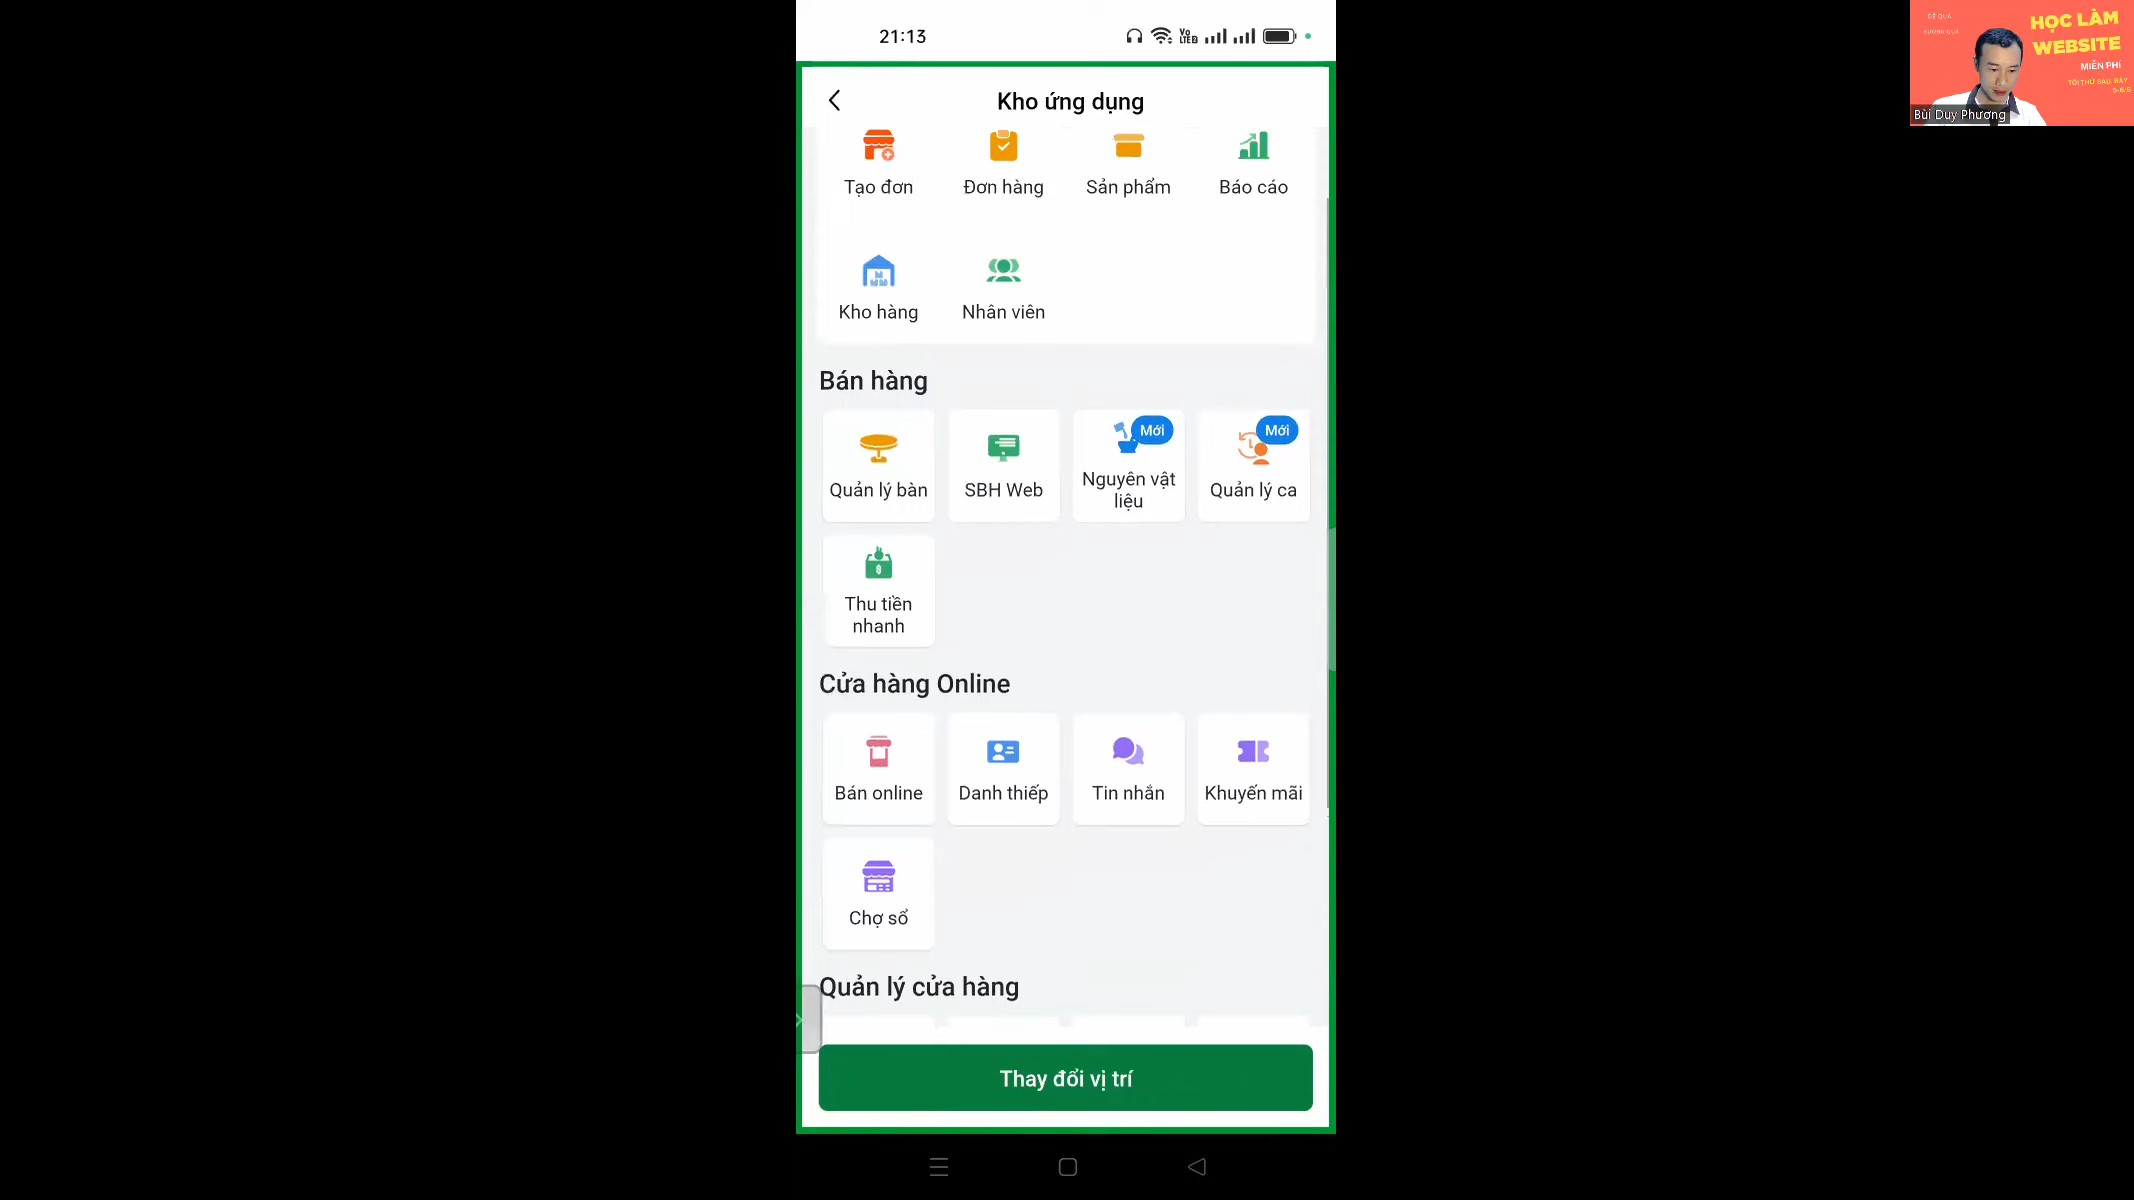 21:13
Vo
LTE
Kho ứng dụng
Tạo đơn
Đơn hàng
Sản phẩm
Báo cáo
Kho hàng
Nhân viên
Bán hàng
Quản lý bàn
SBH Web
Mới
Nguyên vật
liệu
Mới
Quản lý ca
Thu tiền
nhanh
Cửa hàng Online
Bán online
Danh thiếp
Tin nhắn
Khuyến mãi
Chợ sổ
Quản lý cửa hàng
Thay đổi vị trí
HỌC LÀM
WEBSITE
MIỄN PHÍ
Bùi Duy Phương